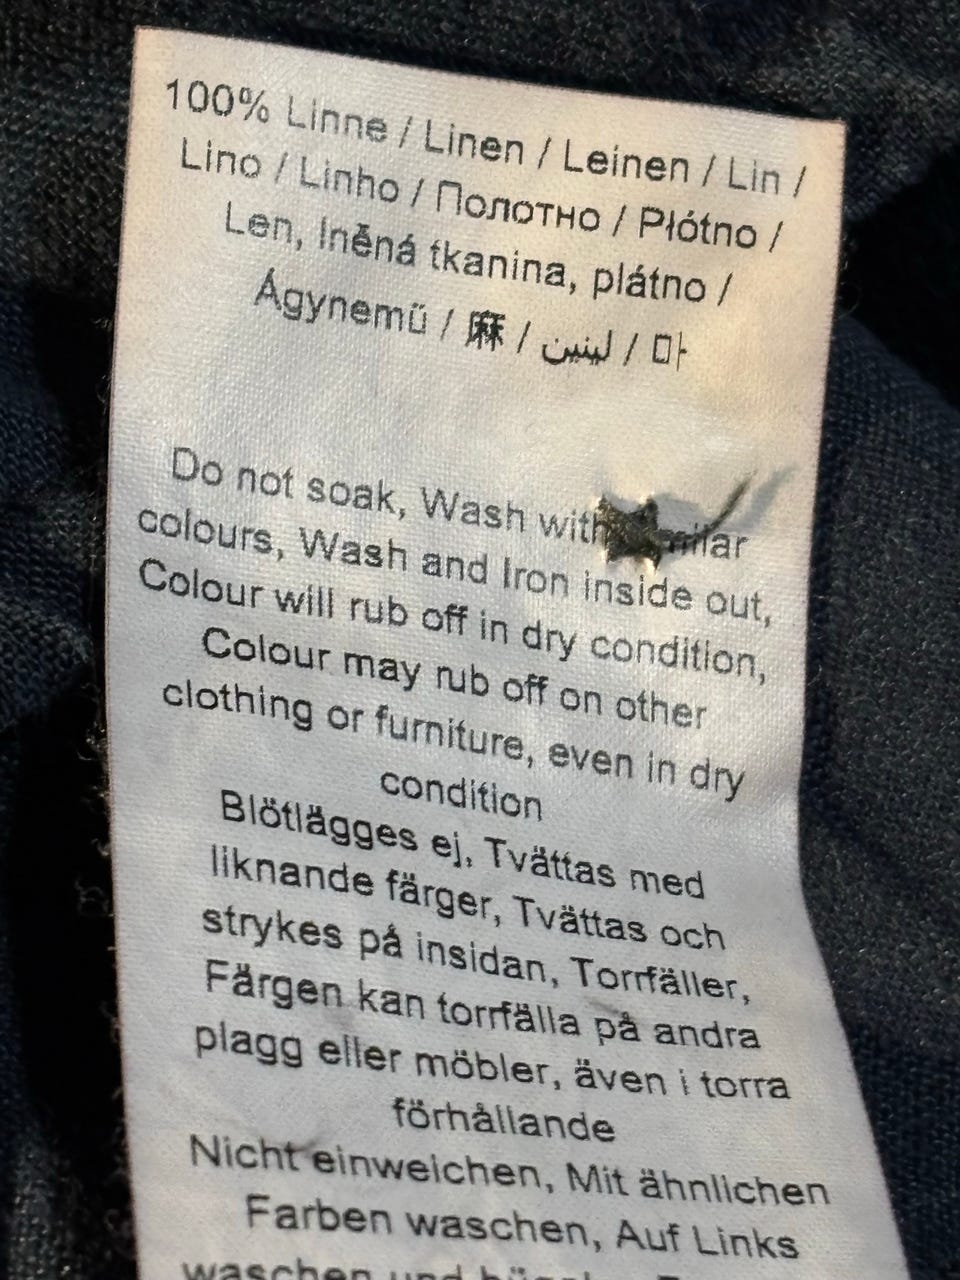 100% Linne / Linen / Leinen / Lin /
Lino / Linho / Полотно / Płótno /
Len, lněná tkanina, plátno /
Ágynemű / 麻 / لينين / 마
Do not soak, Wash with
colours, Wash and Iron inside out,
Colour will rub off in dry condition,
Colour may rub off on other
clothing or furniture, even in dry
condition
Blötlägges ej, Tvättas med
liknande färger, Tvättas och
strykes på insidan, Torrfäller,
Färgen kan torrfälla på andra
plagg eller möbler, även i torra
förhållande
Nicht einweichen, Mit ähnlichen
Farben waschen, Auf Links
waschen und